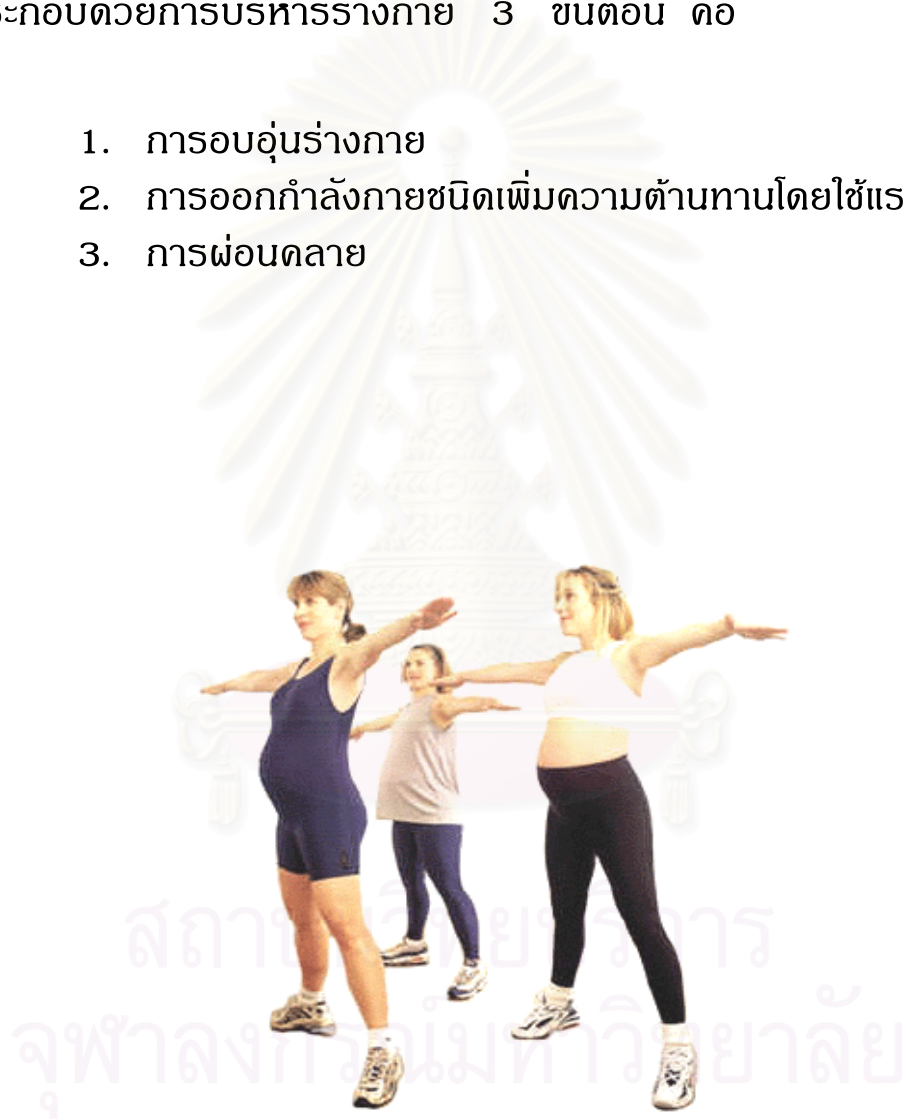 ระกอบด้วยการบริหารร่างกาย 3 ขั้นตอน คือ
1. การอบอุ่นร่างกาย
2. การออกกำลังกายชนิดเพิ่มความต้านทานโดยใช้แร
3. การผ่อนคลาย
สถาบันวิทยบริการ
จุฬาลงกรณ์มหาวิทยาลัย